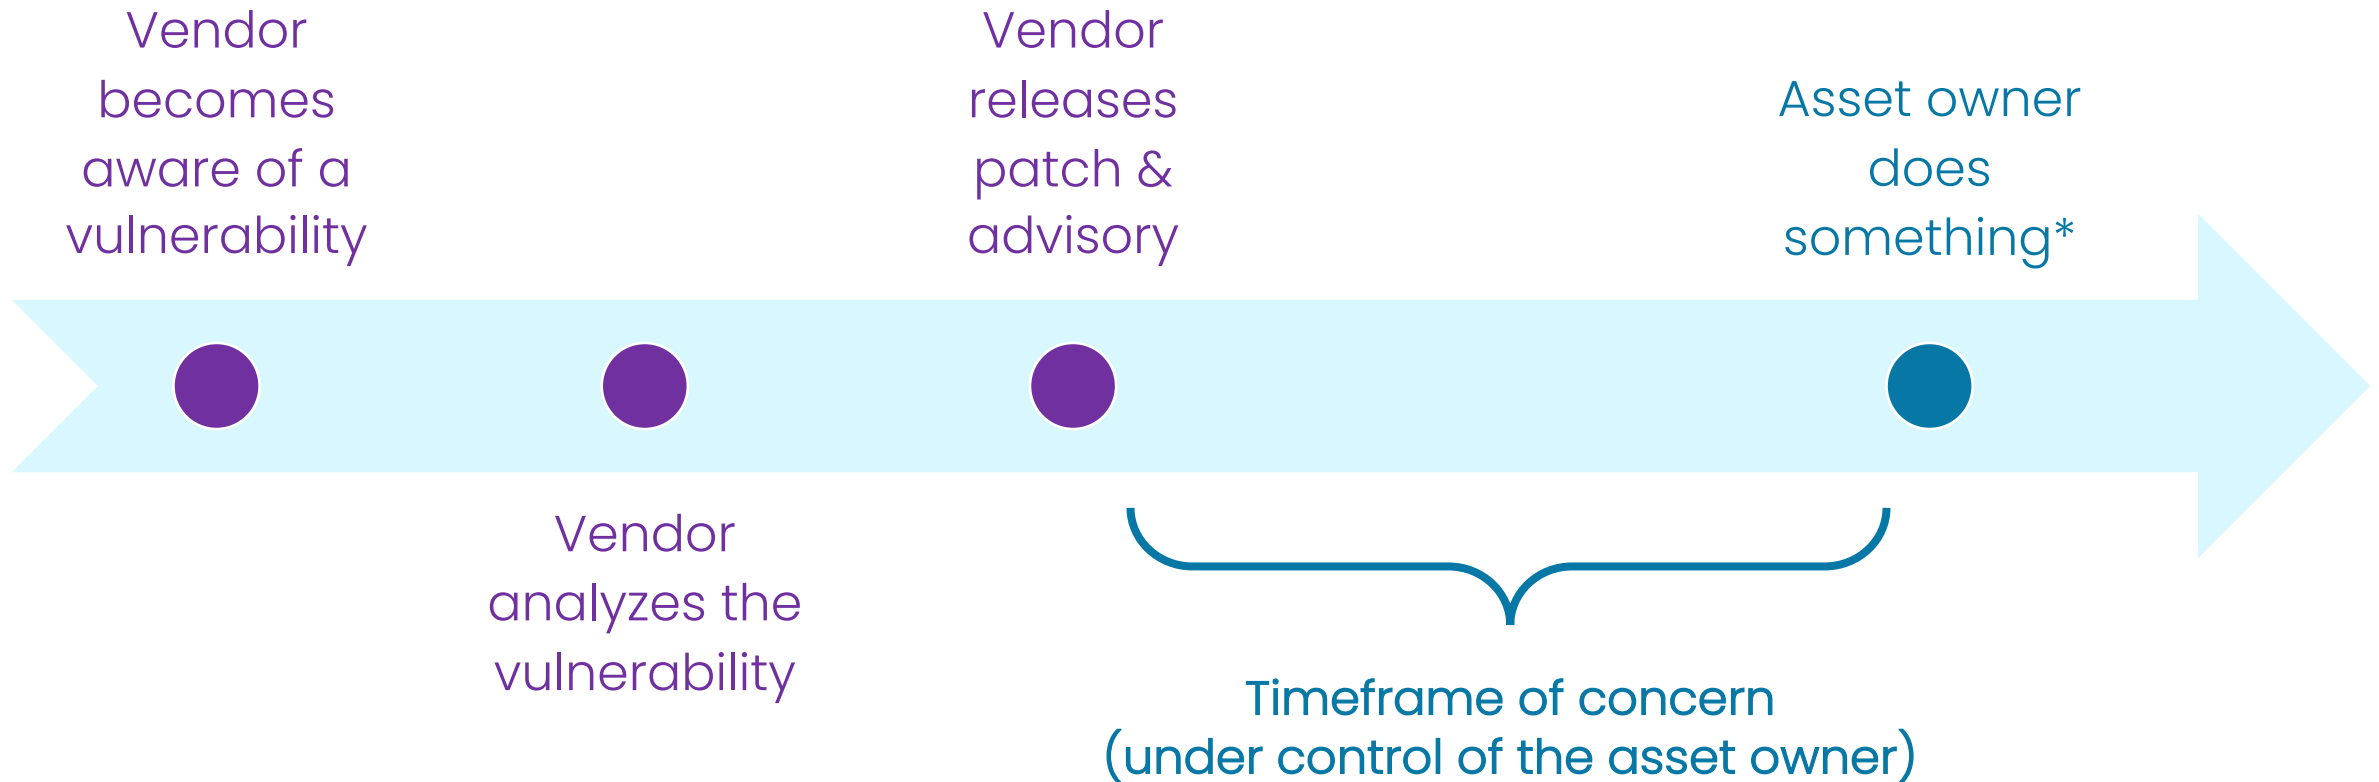 Vendor
becomes
aware of a
vulnerability
Vendor
analyzes the
vulnerability
Vendor
releases
patch &
advisory
Asset owner
does
something*
Timeframe of concern
(under control of the asset owner)